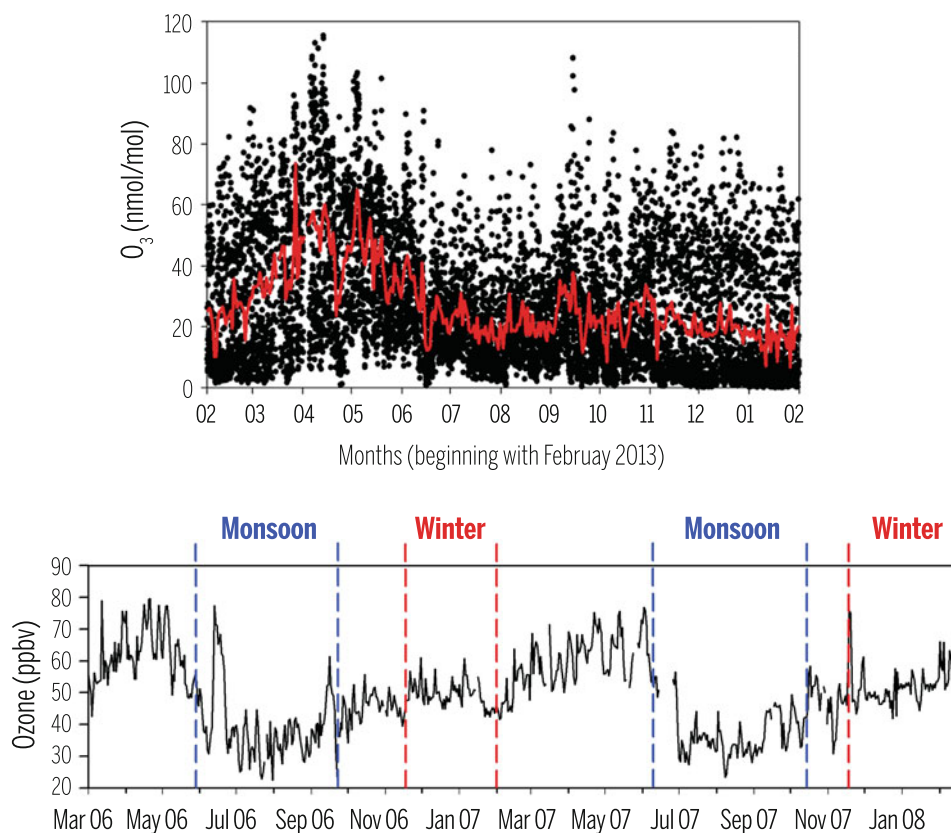 120
100
80
60
40
20
0
O3 (nmol/mol)
02 03 04 05 06 07 08 09 10 11 12 01 02
Months (beginning with Februay 2013)
Monsoon Winter Monsoon Winter
90
80
70
60
50
40
30
20
Ozone (ppbv)
Mar 06 May 06 Jul 06 Sep 06 Nov 06 Jan 07 Mar 07 Nov 07 Jul 07 Sep 07 Nov 07 Jan 08